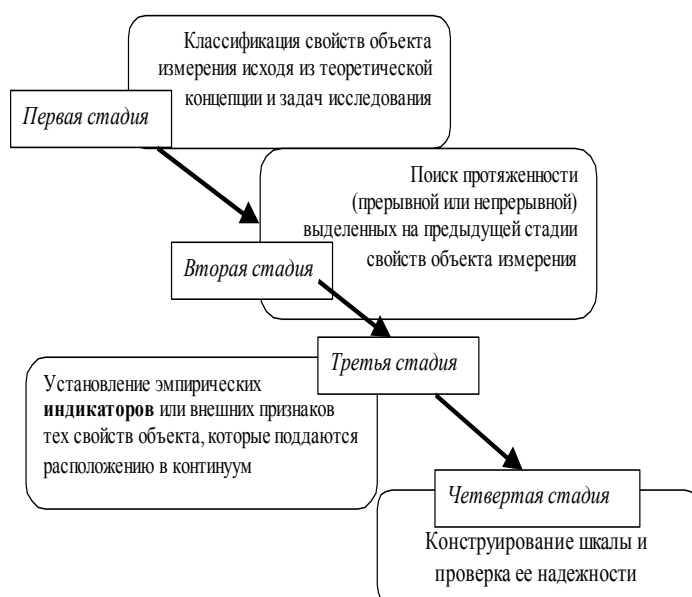 Классификация свойств объекта
измерения исходя из теоретической
концепции и задач исследования
Первая стадия
Поиск протяженности
(прерывной или непрерывной)
выделенных на предыдущей стадии
свойств объекта измерения
Вторая стадия
Третья стадия
Установление эмпирических
индикаторов или внешних признаков
тех свойств объекта, которые поддаются
расположению в континуум
Четвертая стадия
Конструирование шкалы и
проверка ее надежности